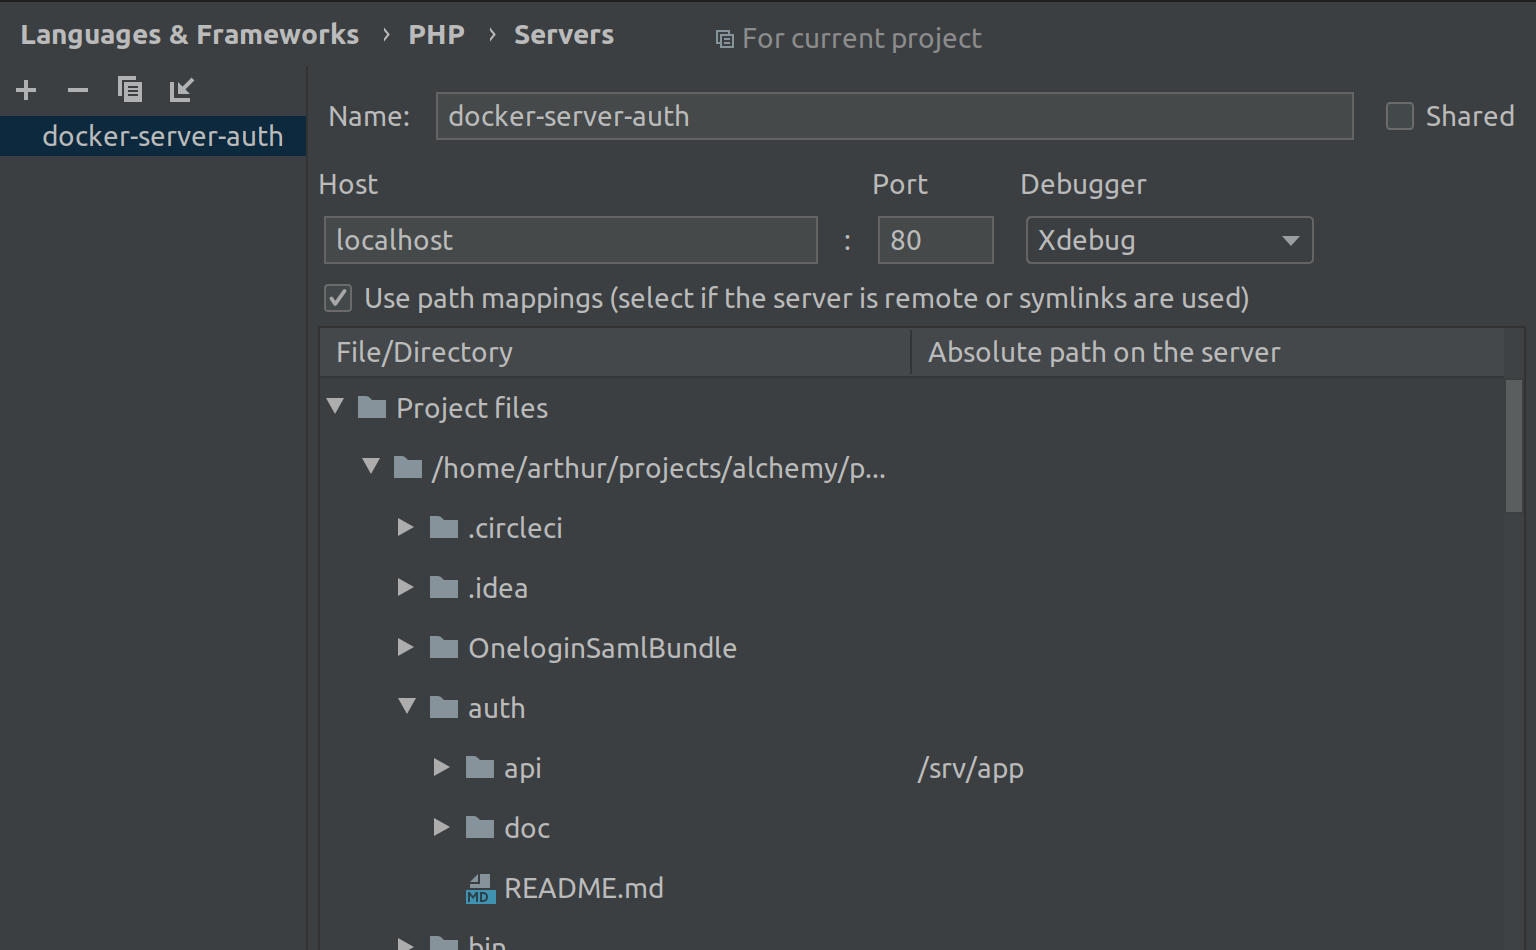 Languages & Frameworks › PHP › Servers For current project
docker-server-auth
Name: docker-server-auth Shared
Host Port Debugger
localhost : 80 Xdebug
Use path mappings (select if the server is remote or symlinks are used)
File/Directory Absolute path on the server
Project files
/home/arthur/projects/alchemy/p...
.circleci
.idea
OneloginSamlBundle
auth
api /srv/app
doc
MD README.md
bin